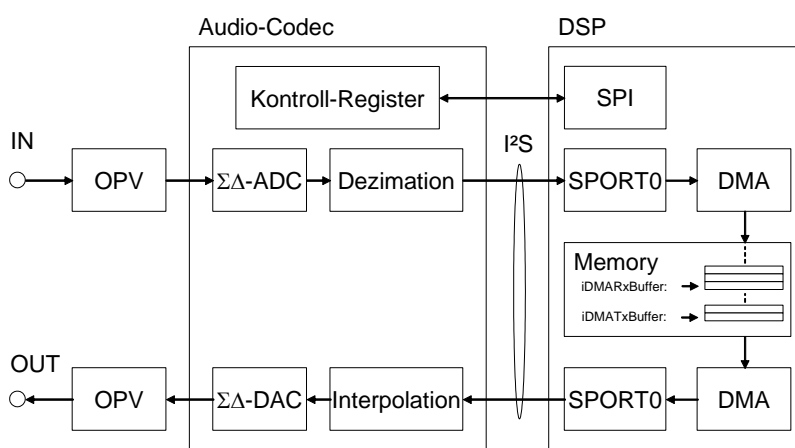 Audio-Codec
DSP
Kontroll-Register
SPI
IN
I²S
OPV
ΣΔ-ADC
Dezimation
SPORT0
DMA
Memory
iDMARxBuffer:
iDMATxBuffer:
OUT
OPV
ΣΔ-DAC
Interpolation
SPORT0
DMA